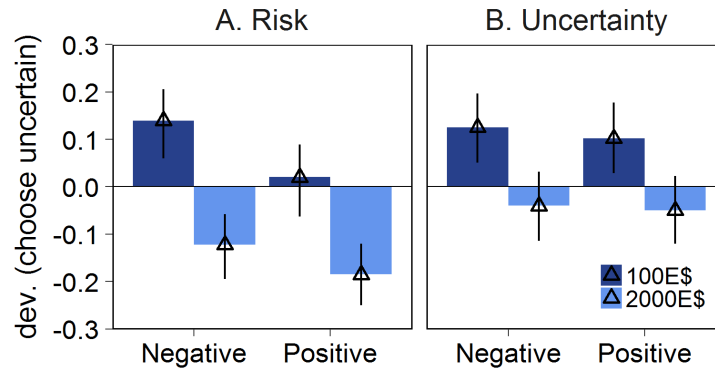 A. Risk
B. Uncertainty
dev. (choose uncertain)
0.3
0.2
0.1
0.0
-0.1
-0.2
-0.3
Negative
Positive
Negative
Positive
100E$
2000E$